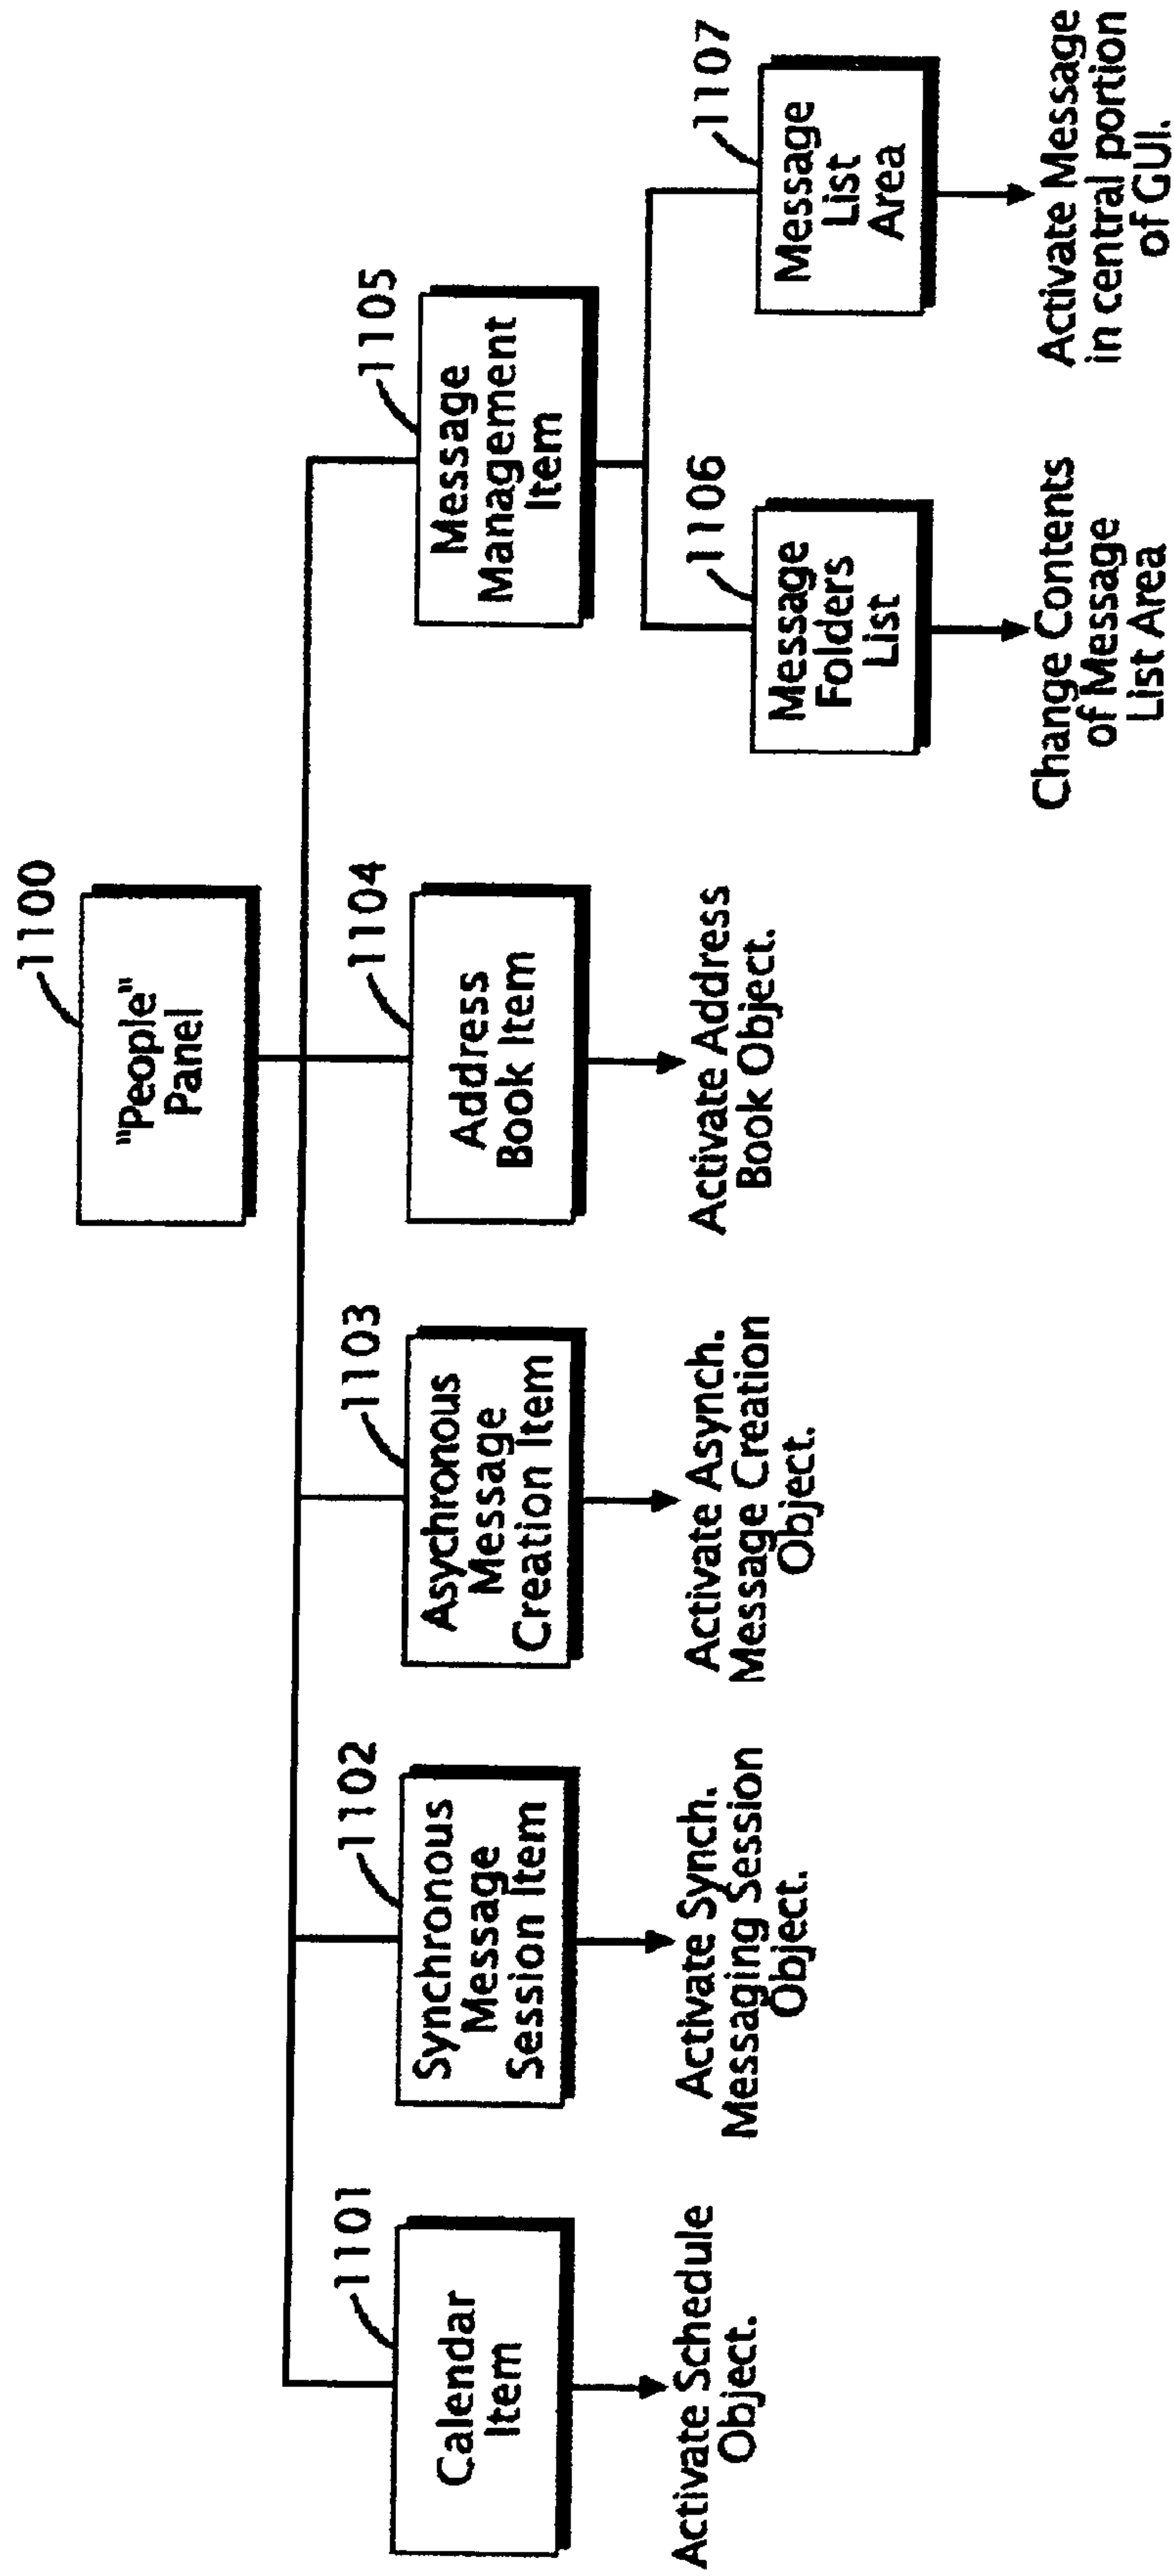 1100
"People"
Panel
1101
Calendar
Item
Activate Schedule
Object.
1102
Synchronous
Message
Session Item
Activate Synch.
Messaging Session
Object.
1103
Asychronous
Message
Creation Item
Activate Asynch.
Message Creation
Object.
1104
Address
Book Item
Activate Address
Book Object.
1105
Message
Management
Item
1106
Message
Folders
List
Change Contents
of Message
List Area
1107
Message
List
Area
Activate Message
in central portion
of GUI.